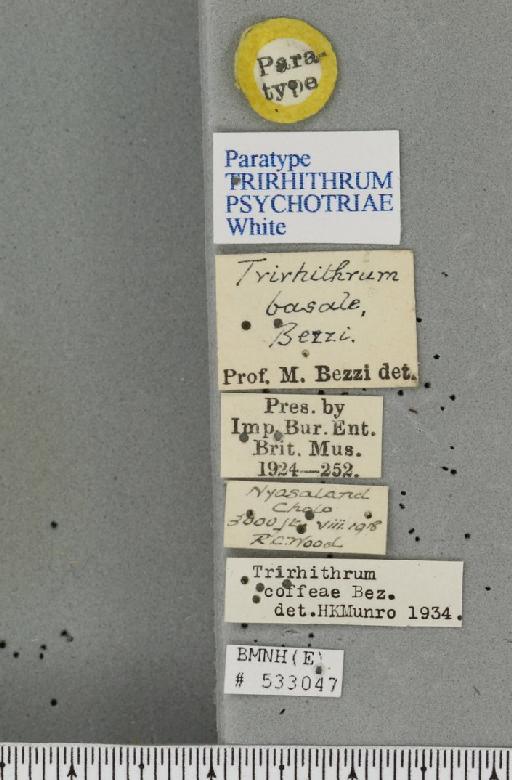 Para-
type
Paratype
TRIRHITHRUM
PSYCHOTRIAE
White
Trirhithrum
basale,
Bezzi.
Prof. M. Bezzi det.
Pres. by
Imp. Bur. Ent.
Brit. Mus.
1924—252.
Nyasaland
Cholo
3000 ft. viii.1918
R.C.Wood
Trirhithrum
coffeae Bez.
det.HKMunro 1934.
BMNH(E)
# 533047